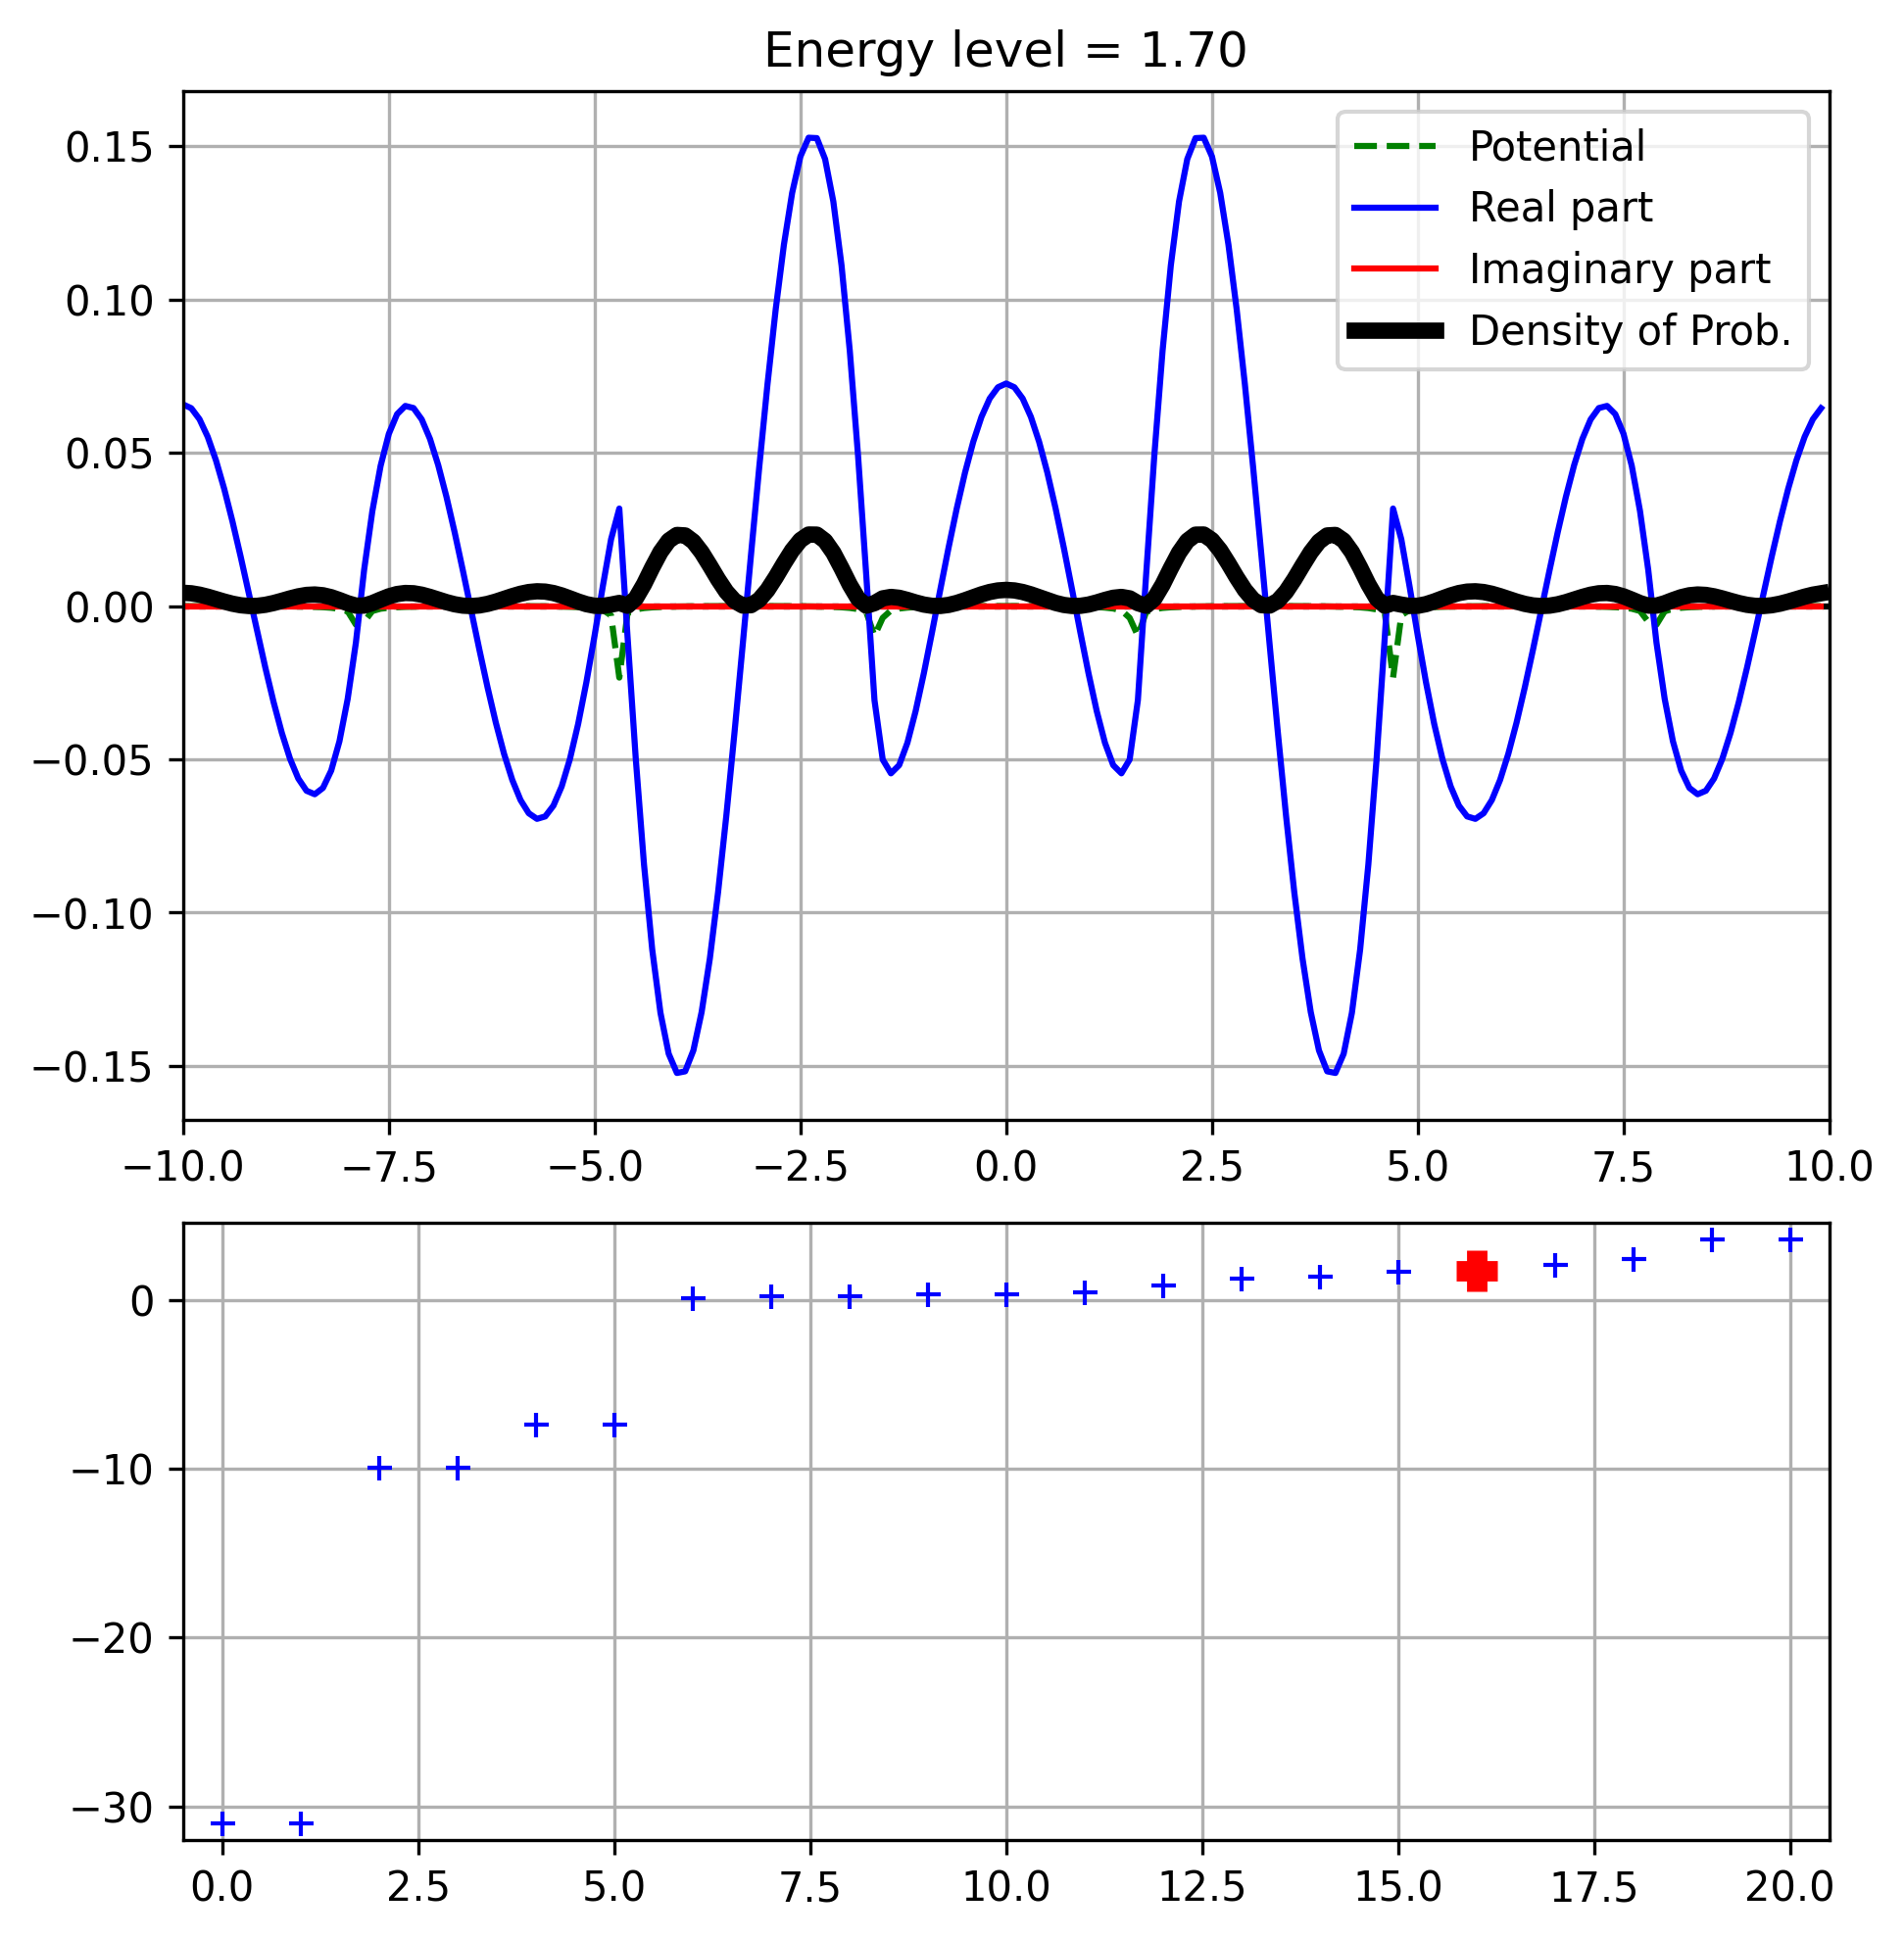 Energy level = 1.70
Potential
Real part
Imaginary part
Density of Prob.
0.15
0.10
0.05
0.00
−0.05
−0.10
−0.15
−10.0 −7.5 −5.0 −2.5 0.0 2.5 5.0 7.5 10.0
0
−10
−20
−30
0.0 2.5 5.0 7.5 10.0 12.5 15.0 17.5 20.0